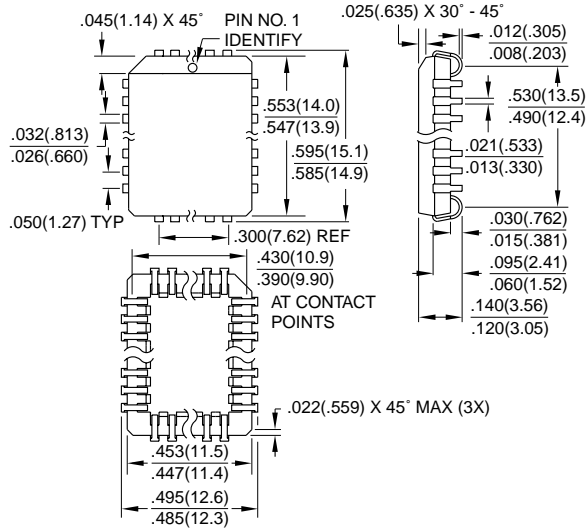 .045(1.14) X 45°
PIN NO. 1
IDENTIFY
.025(.635) X 30° - 45°
.012(.305)
.008(.203)
.553(14.0)
.547(13.9)
.530(13.5)
.490(12.4)
.032(.813)
.026(.660)
.595(15.1)
.585(14.9)
.021(.533)
.013(.330)
.050(1.27) TYP
.300(7.62) REF
.030(.762)
.015(.381)
.430(10.9)
.390(9.90)
AT CONTACT
POINTS
.095(2.41)
.060(1.52)
.140(3.56)
.120(3.05)
.022(.559) X 45° MAX (3X)
.453(11.5)
.447(11.4)
.495(12.6)
.485(12.3)